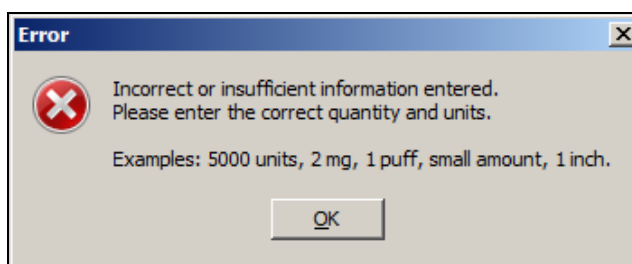 Error
Incorrect or insufficient information entered.
Please enter the correct quantity and units.
Examples: 5000 units, 2 mg, 1 puff, small amount, 1 inch.
OK